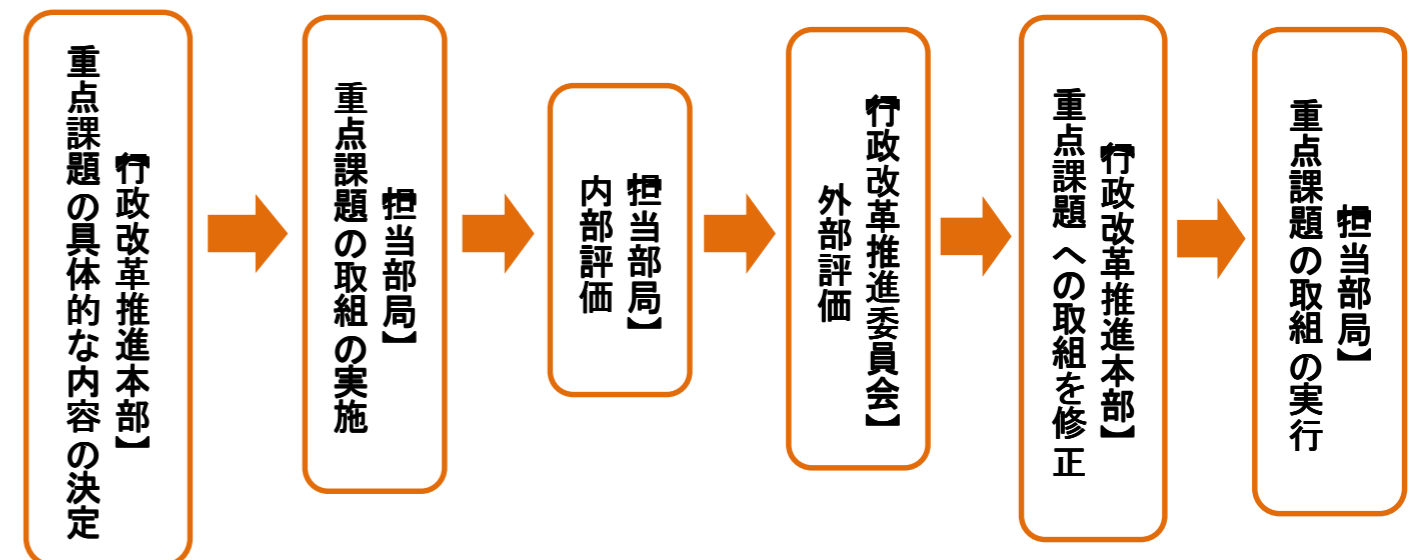 【行政改革推進本部】
重点課題の具体的な内容の決定
【担当部局】
重点課題の取組の実施
【担当部局】
内部評価
【行政改革推進委員会】
外部評価
【行政改革推進本部】
重点課題への取組を修正
【担当部局】
重点課題の取組の実行